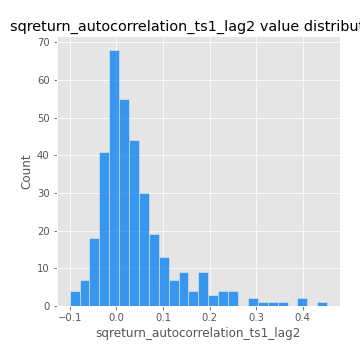 sqreturn_autocorrelation_ts1_lag2 value distribut
70
60
50
40
30
20
10
0
Count
−0.1 0.0 0.1 0.2 0.3 0.4
sqreturn_autocorrelation_ts1_lag2